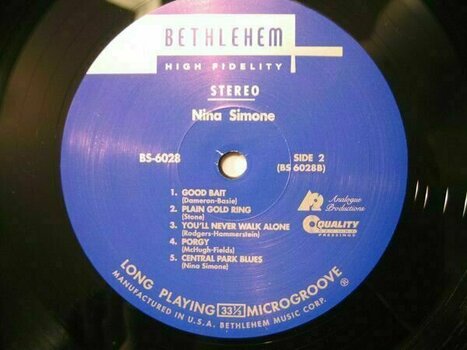 BETHLEHEM
HIGH FIDELITY
STEREO
Nina Simone
BS-6028
SIDE 2
(BS 6028B)
1. GOOD BAIT
(Dameron-Basie)
2. PLAIN GOLD RING
(Stone)
3. YOU'LL NEVER WALK ALONE
(Rodgers-Hammerstein)
4. PORGY
(McHugh-Fields)
5. CENTRAL PARK BLUES
(Nina Simone)
Analogue
Productions
QUALITY
PRESSINGS
LONG PLAYING 33⅓ MICROGROOVE ®
MANUFACTURED IN U.S.A. BETHLEHEM MUSIC CORP.